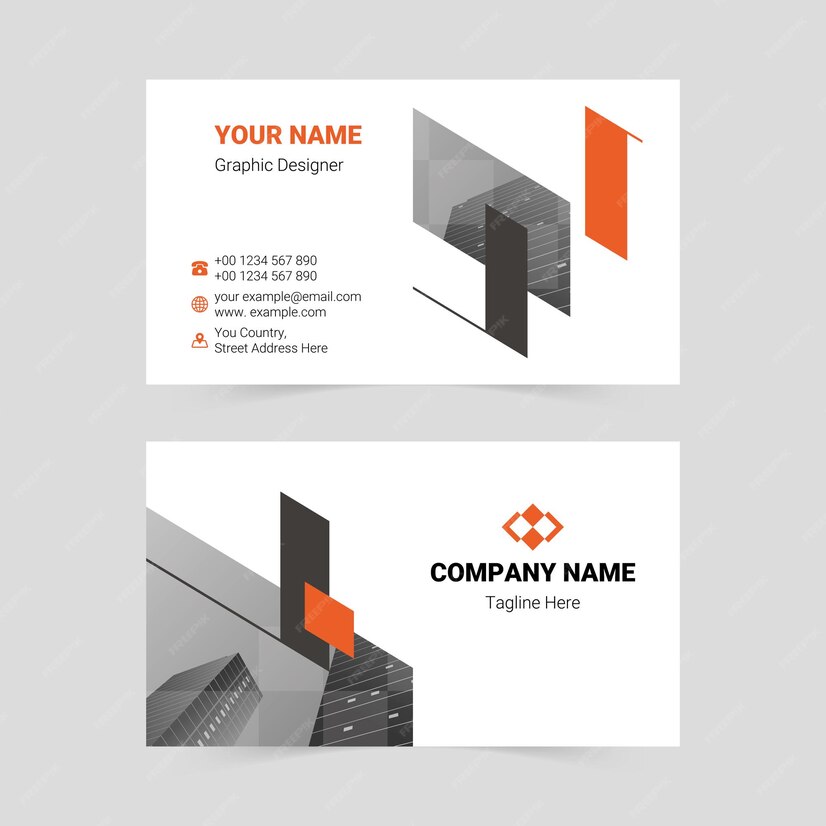 YOUR NAME
Graphic Designer
+00 1234 567 890
+00 1234 567 890
your example@email.com
www. example.com
You Country,
Street Address Here
COMPANY NAME
Tagline Here